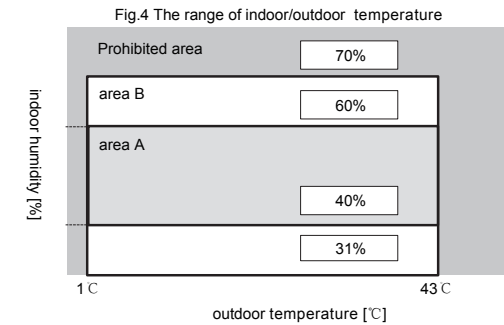 Fig.4 The range of indoor/outdoor temperature
Prohibited area
70%
area B
60%
area A
40%
31%
indoor humidity [%]
1℃
43℃
outdoor temperature [℃]